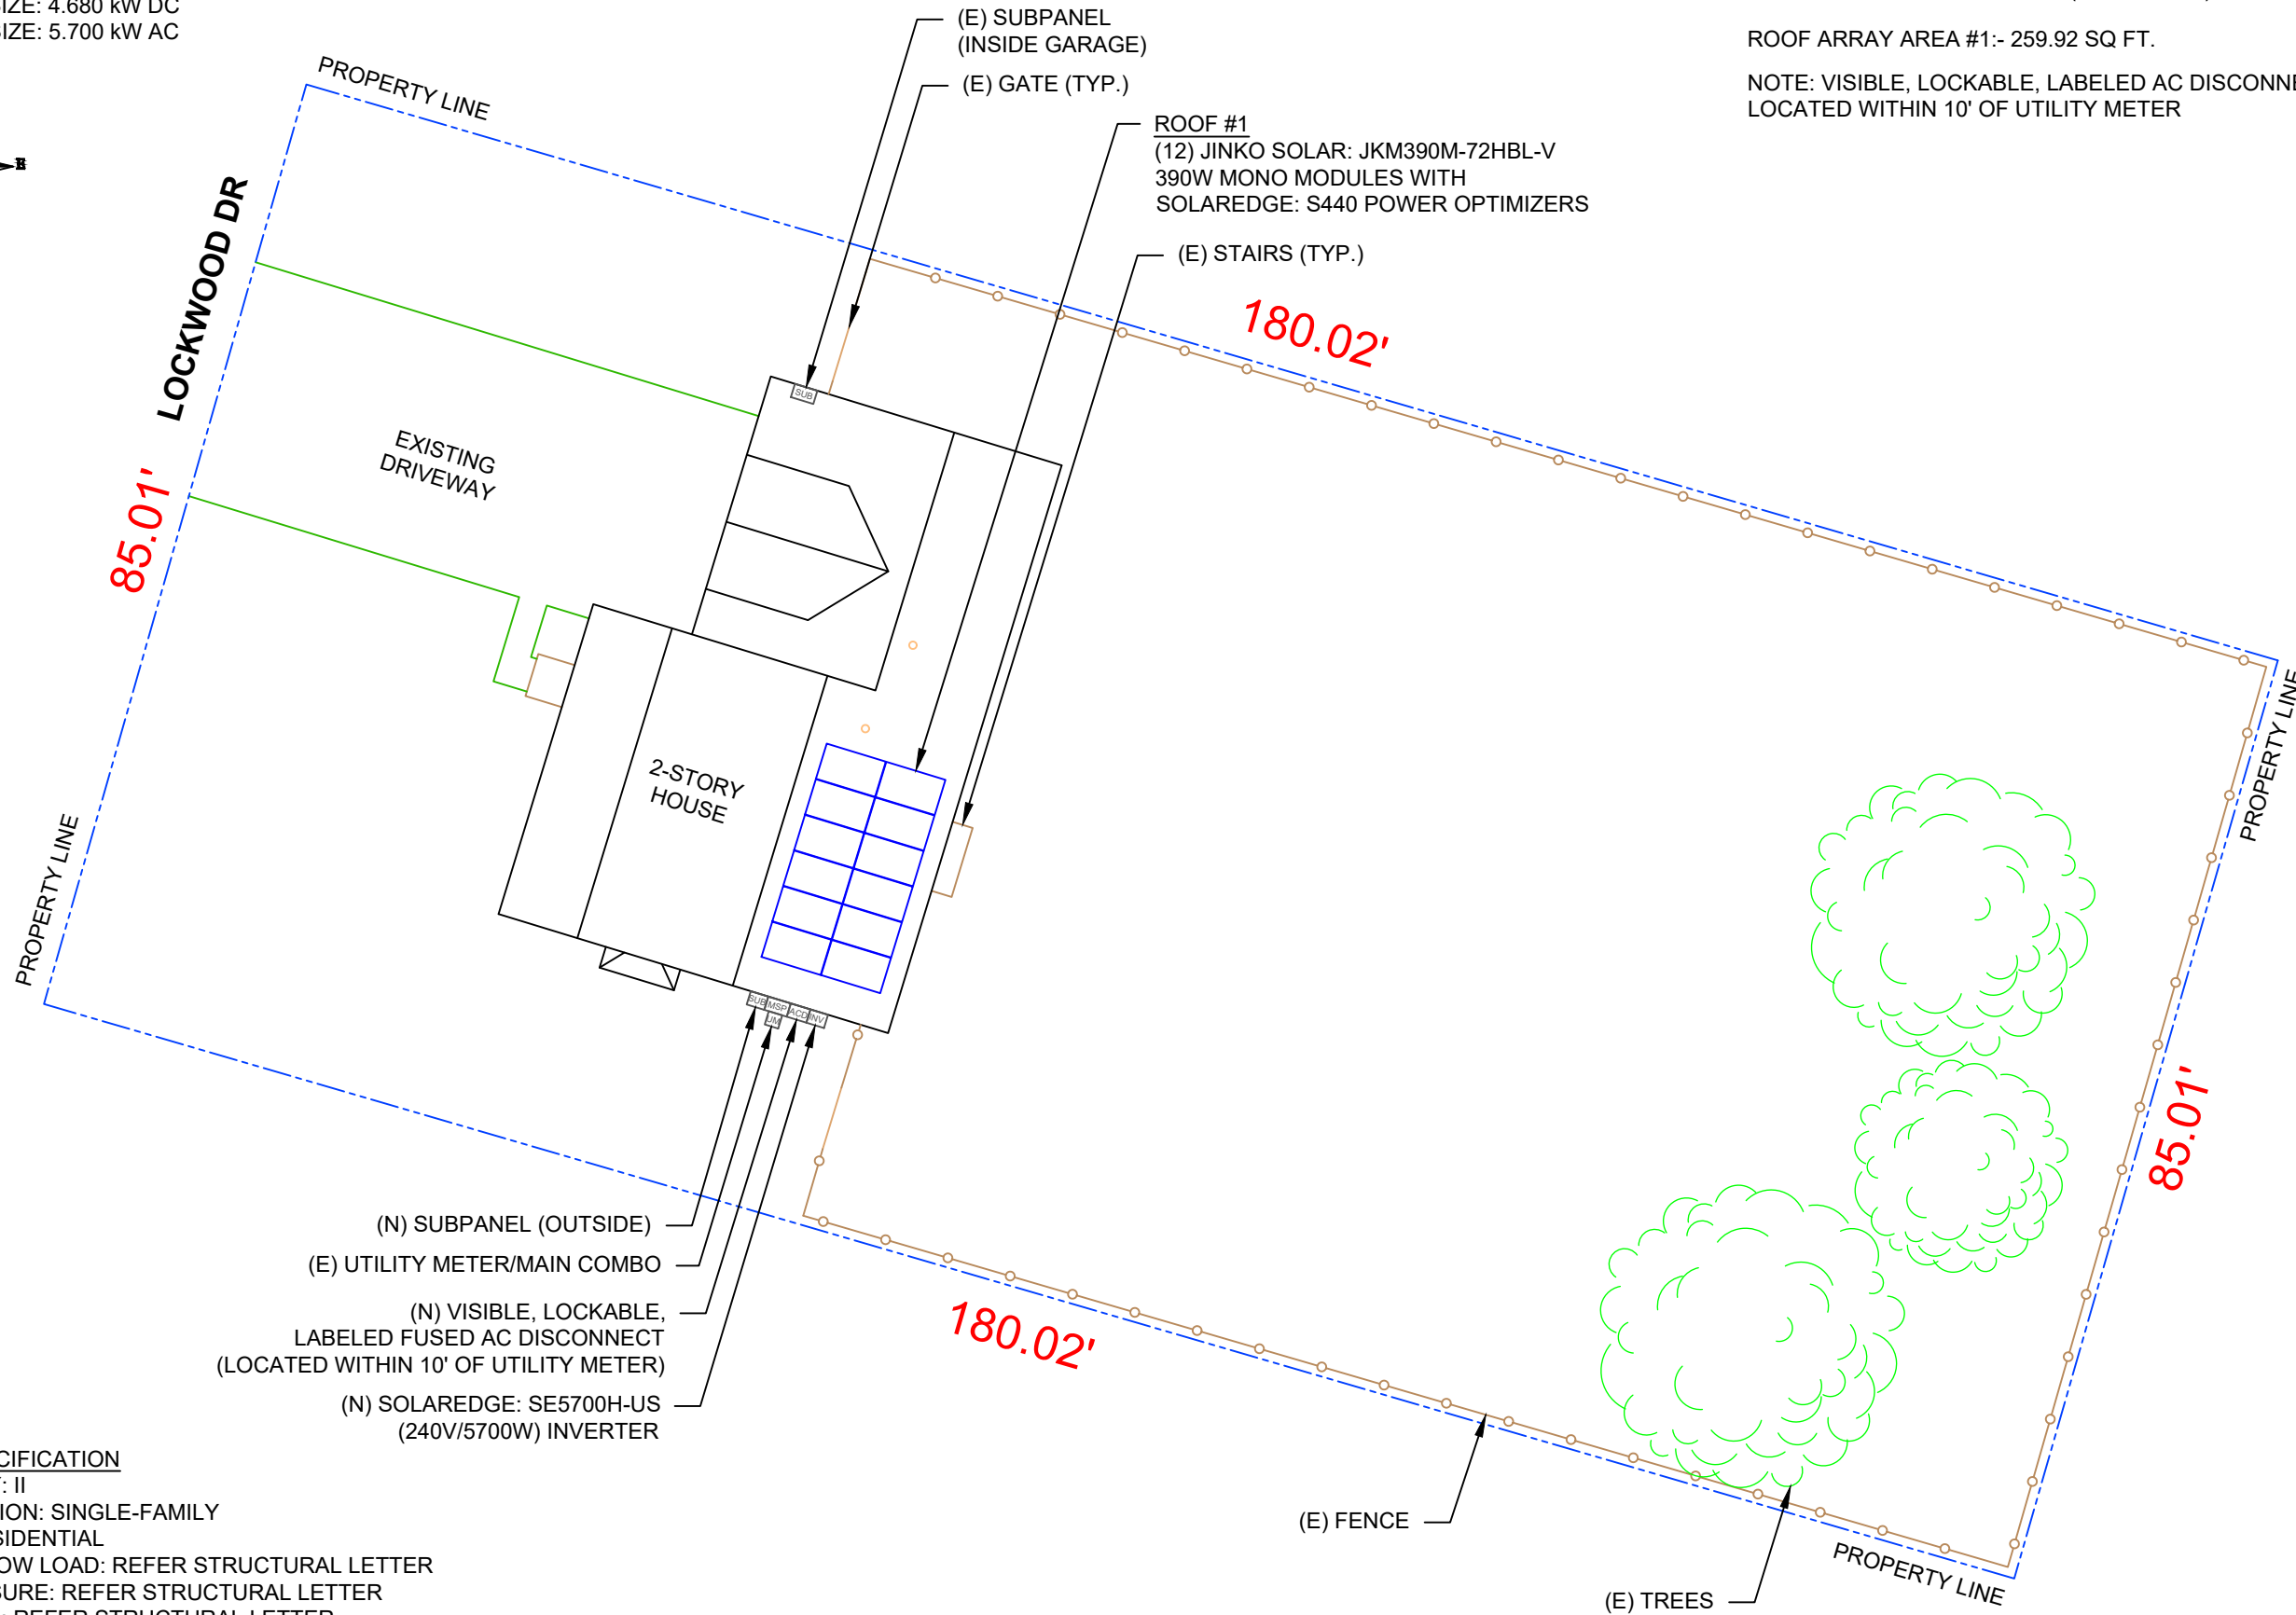 SIZE: 4.680 kW DC
SIZE: 5.700 kW AC
(E) SUBPANEL
(INSIDE GARAGE)
(E) GATE (TYP.)
ROOF #1
(12) JINKO SOLAR: JKM390M-72HBL-V
390W MONO MODULES WITH
SOLAREDGE: S440 POWER OPTIMIZERS
(E) STAIRS (TYP.)
ROOF ARRAY AREA #1:- 259.92 SQ FT.
NOTE: VISIBLE, LOCKABLE, LABELED AC DISCONNE
LOCATED WITHIN 10' OF UTILITY METER
PROPERTY LINE
LOCKWOOD DR
85.01'
180.02'
EXISTING
DRIVEWAY
SUB
2-STORY
HOUSE
PROPERTY LINE
PROPERTY LINE
SUB MSP ACD INV
UM
85.01'
(N) SUBPANEL (OUTSIDE)
(E) UTILITY METER/MAIN COMBO
(N) VISIBLE, LOCKABLE,
LABELED FUSED AC DISCONNECT
(LOCATED WITHIN 10' OF UTILITY METER)
(N) SOLAREDGE: SE5700H-US
(240V/5700W) INVERTER
180.02'
(E) FENCE
(E) TREES
PROPERTY LINE
CIFICATION
: II
ION: SINGLE-FAMILY
SIDENTIAL
OW LOAD: REFER STRUCTURAL LETTER
SURE: REFER STRUCTURAL LETTER
: REFER STRUCTURAL LETTER